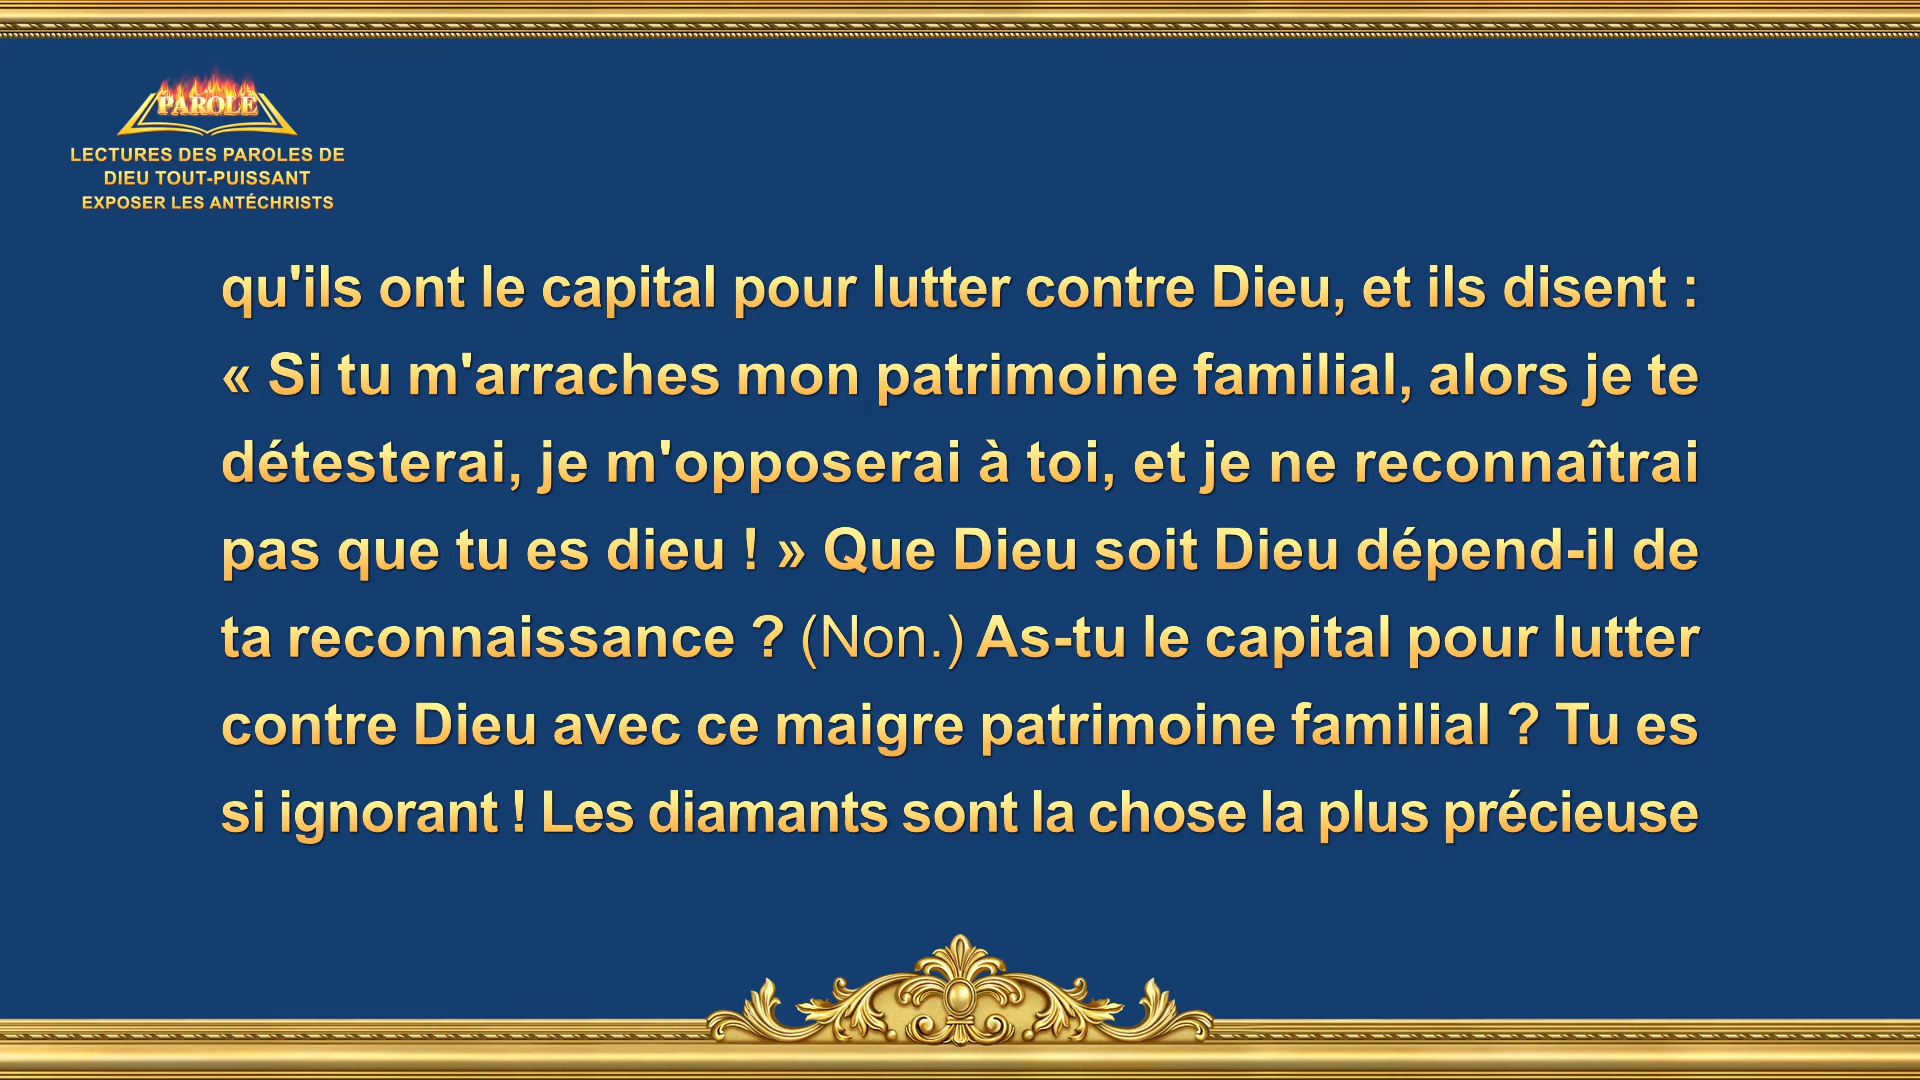 PAROLE
LECTURES DES PAROLES DE
DIEU TOUT-PUISSANT
EXPOSER LES ANTÉCHRISTS
qu'ils ont le capital pour lutter contre Dieu, et ils disent :
« Si tu m'arraches mon patrimoine familial, alors je te
détesterai, je m'opposerai à toi, et je ne reconnaîtrai
pas que tu es dieu ! » Que Dieu soit Dieu dépend-il de
ta reconnaissance ? (Non.) As-tu le capital pour lutter
contre Dieu avec ce maigre patrimoine familial ? Tu es
si ignorant ! Les diamants sont la chose la plus précieuse